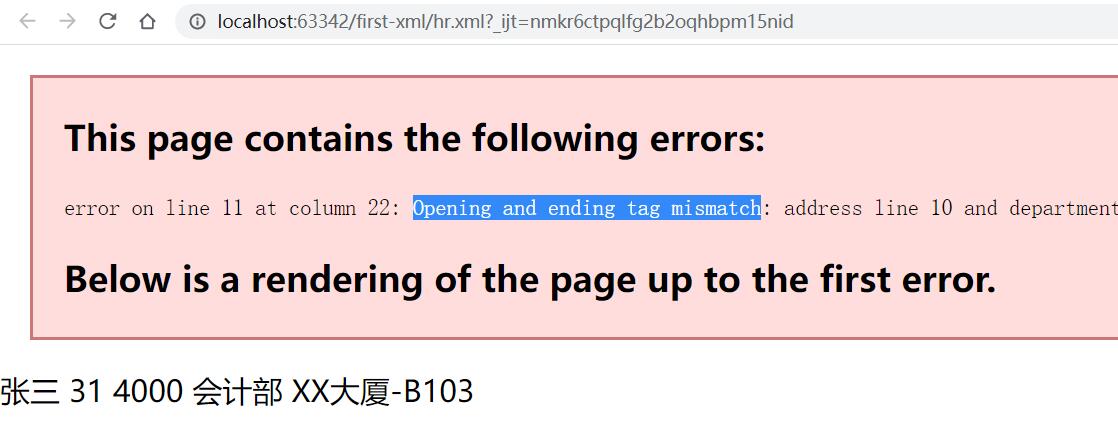 localhost:63342/first-xml/hr.xml?_ijt=nmkr6ctpqlfg2b2oqhbpm15nid
This page contains the following errors:
error on line 11 at column 22: Opening and ending tag mismatch: address line 10 and department
Below is a rendering of the page up to the first error.
张三 31 4000 会计部 XX大厦-B103